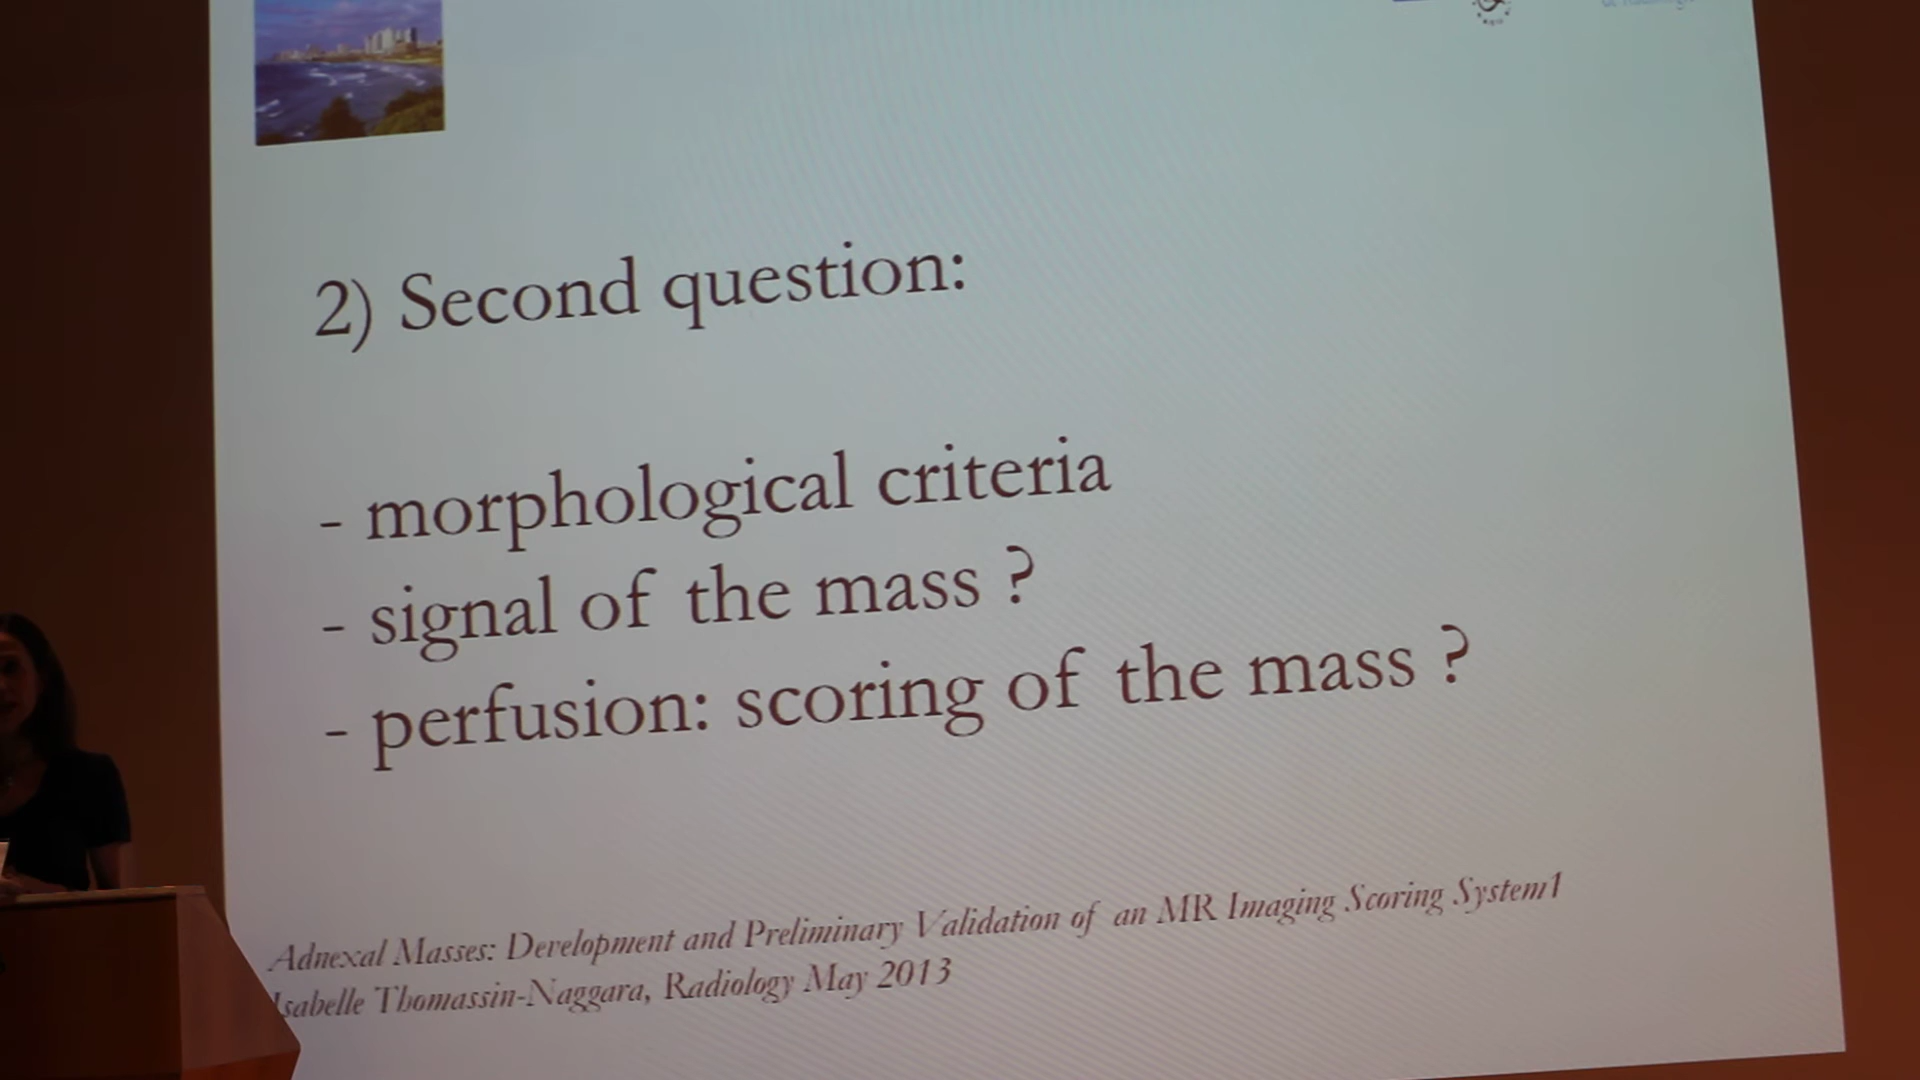 2) Second question:
- morphological criteria
- signal of the mass ?
- perfusion: scoring of the mass ?
Adnexal Masses: Development and Preliminary Validation of an MR Imaging Scoring System1
Isabelle Thomassin-Naggara, Radiology May 2013